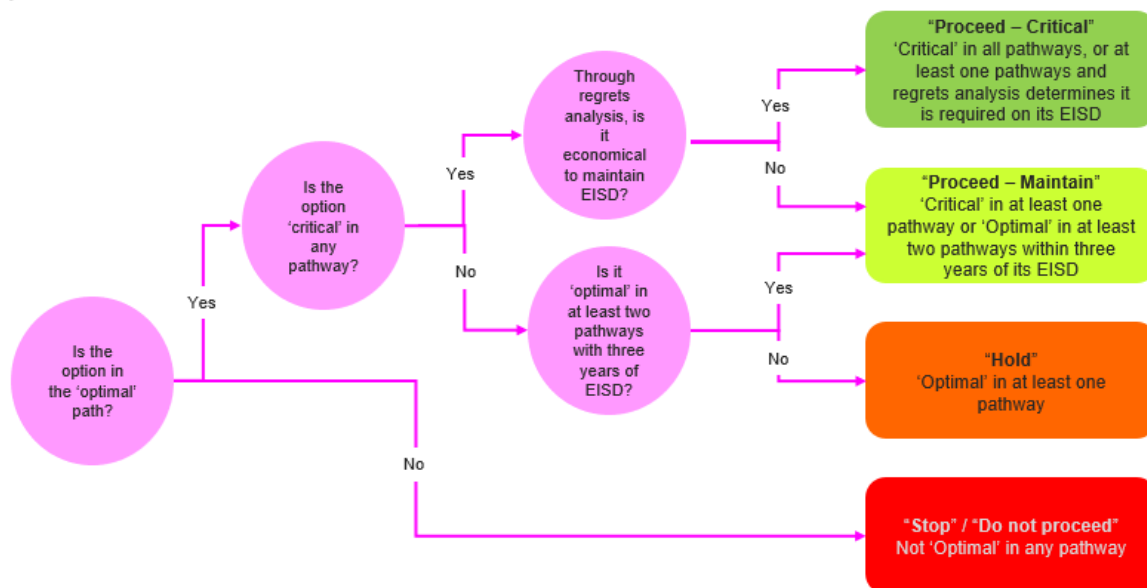 Is the
option in
the ‘optimal’
path?
Yes
No
Is the
option
‘critical’ in
any
pathway?
Yes
No
Through
regrets
analysis, is
it
economical
to maintain
EISD?
Yes
No
Is it
‘optimal’ in
at least two
pathways
with three
years of
EISD?
Yes
No
“Proceed – Critical”
‘Critical’ in all pathways, or at
least one pathways and
regrets analysis determines it
is required on its EISD
“Proceed – Maintain”
‘Critical’ in at least one
pathway or ‘Optimal’ in at least
two pathways within three
years of its EISD
“Hold”
‘Optimal’ in at least one
pathway
“Stop” / “Do not proceed”
Not ‘Optimal’ in any pathway